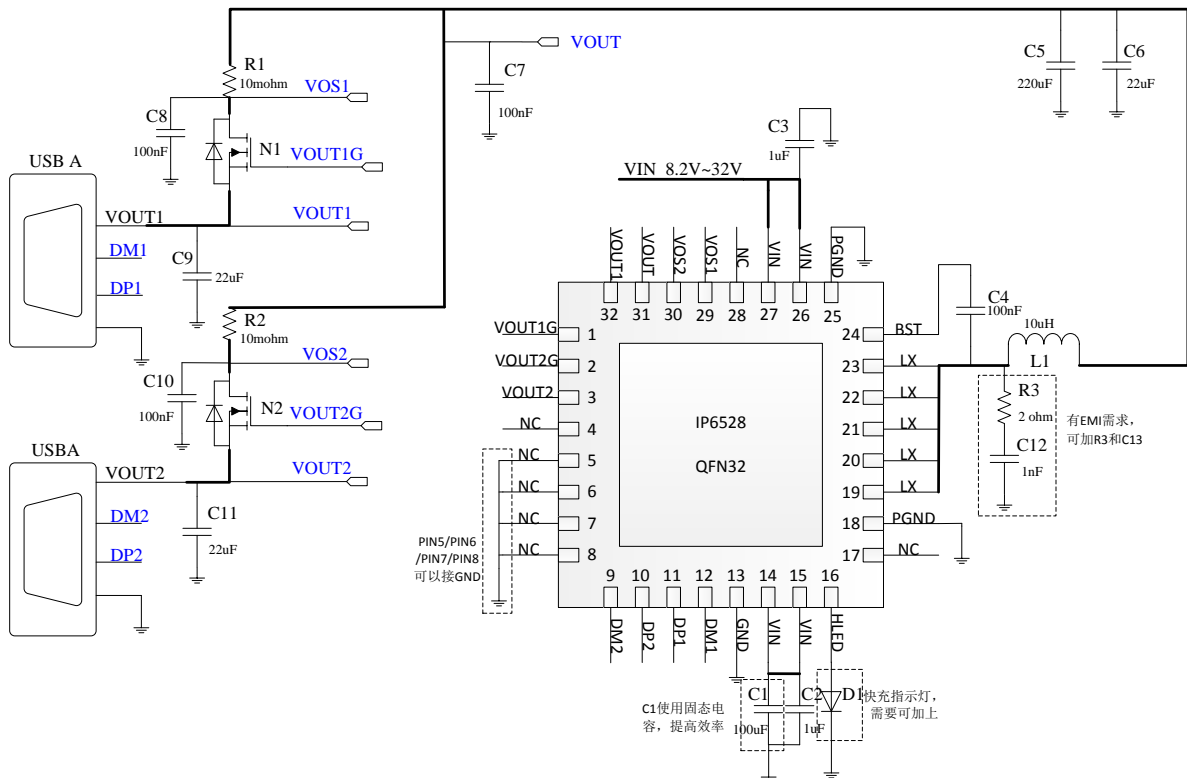 R1
10mohm
VOS1
C8
100nF
N1
VOUT1G
USB A
VOUT1
VOUT1
DM1
DP1
C9
22uF
VOUT
C7
100nF
C5
220uF
C6
22uF
R2
10mohm
VOS2
C10
100nF
N2
VOUT2G
USBA
VOUT2
VOUT2
DM2
DP2
C11
22uF
C3
1uF
VIN 8.2V~32V
VOUT1
VOUT
VOS2
VOS1
NC
VIN
VIN
PGND
32
31
30
29
28
27
26
25
VOUT1G
1
VOUT2G
2
VOUT2
3
NC
4
NC
5
NC
6
NC
7
NC
8
PIN5/PIN6
/PIN7/PIN8
可以接GND
IP6528
QFN32
24
BST
23
LX
22
LX
21
LX
20
LX
19
LX
18
PGND
17
NC
C4
100nF
10uH
L1
R3
2 ohm
C12
1nF
有EMI需求，
可加R3和C13
9
10
11
12
13
14
15
16
DM2
DP2
DP1
DM1
GND
VIN
VIN
HLED
C1使用固态电
容，提高效率
C1
100uF
C2
1uF
D1
快充指示灯，
需要可加上